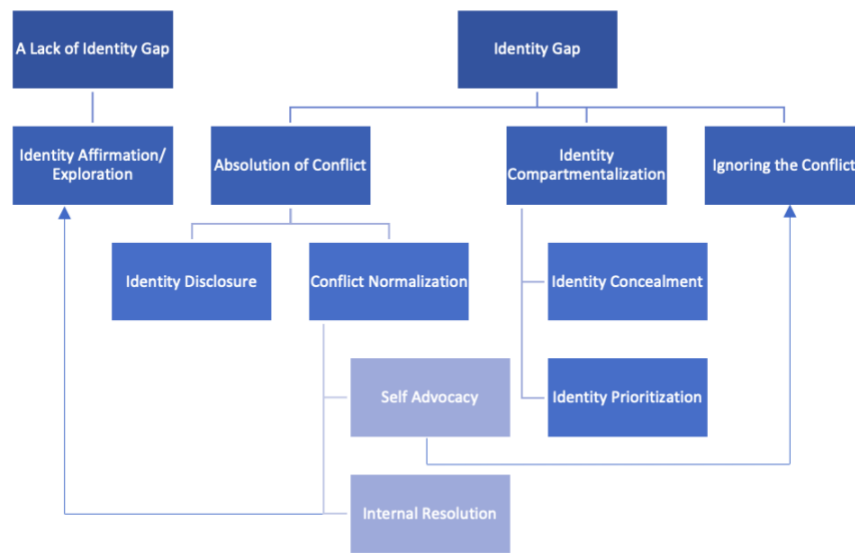 A Lack of Identity Gap
Identity Gap
Identity Affirmation/
Exploration
Absolution of Conflict
Identity
Compartmentalization
Ignoring the Conflict
Identity Disclosure
Conflict Normalization
Identity Concealment
Self Advocacy
Identity Prioritization
Internal Resolution